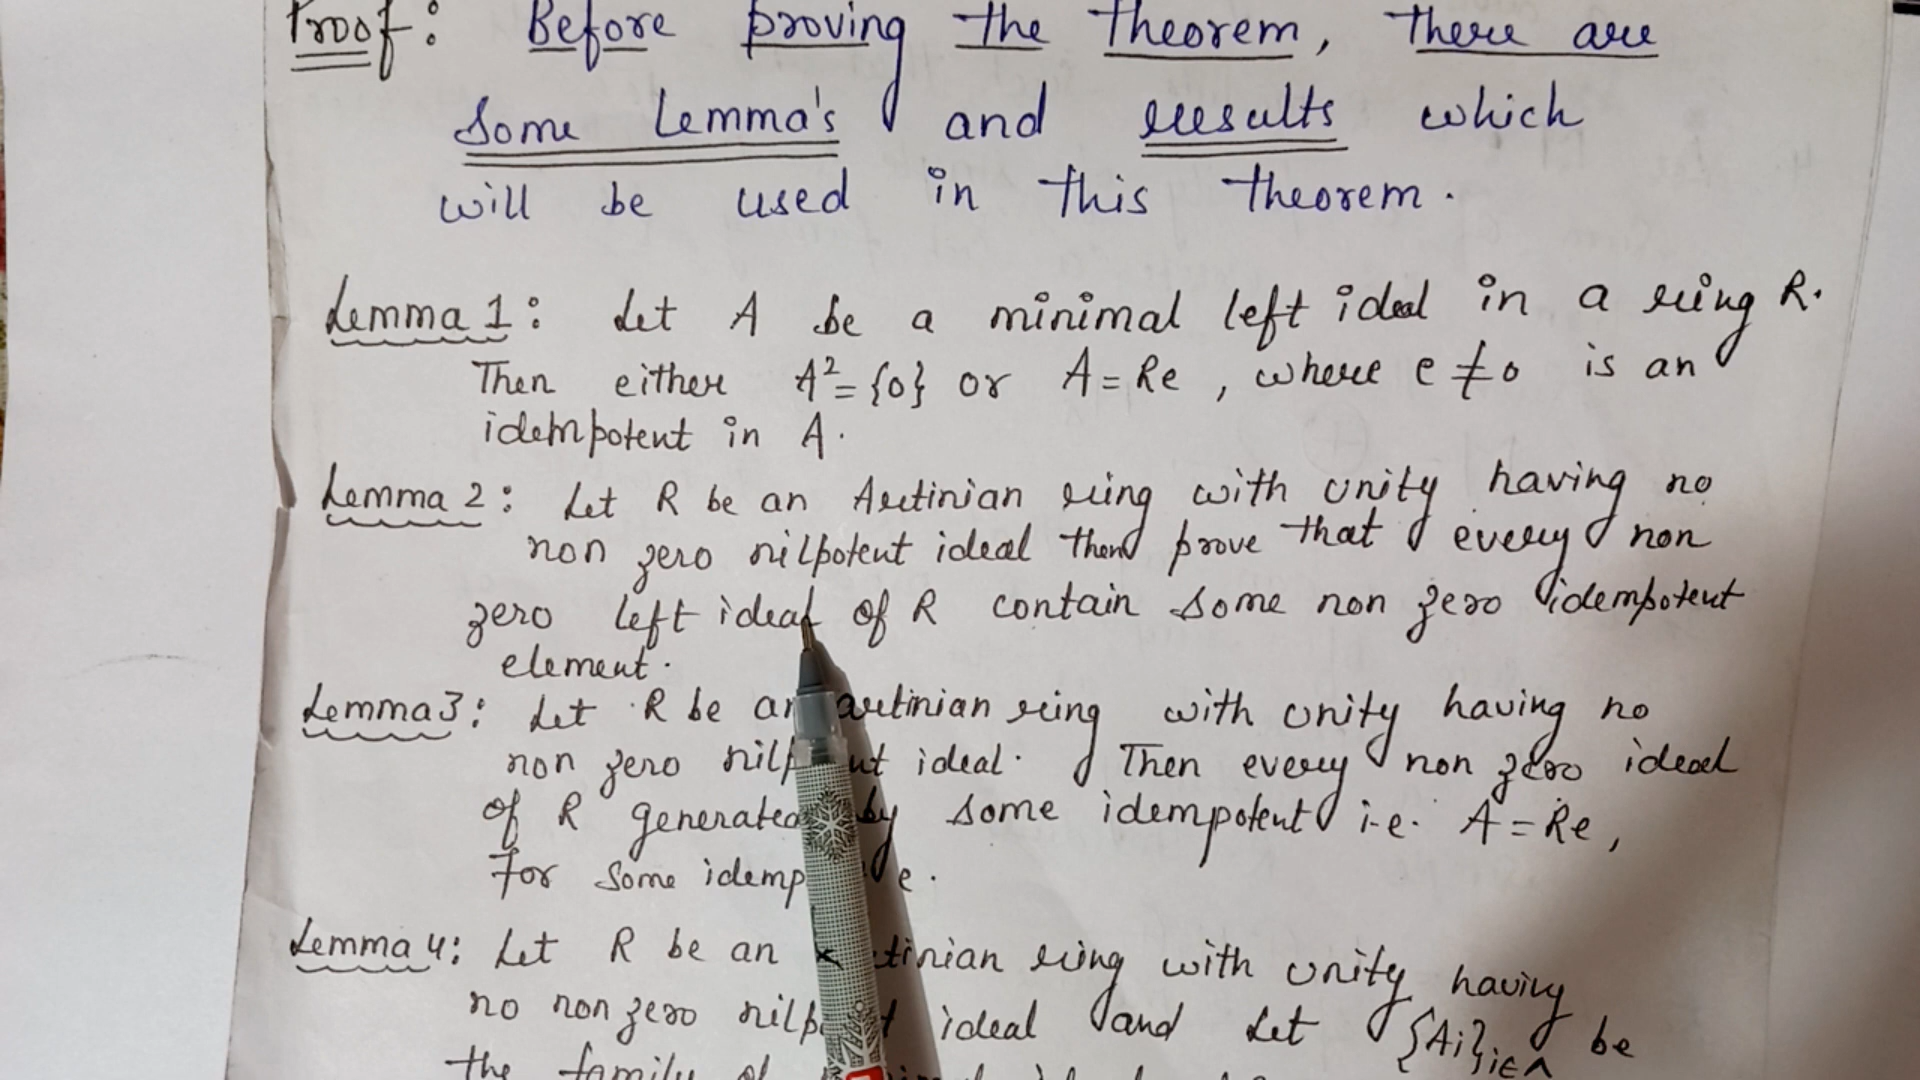 Proof: Before proving the theorem, there are
Some Lemma's and results which
will be used in this theorem.
Lemma 1: Let A be a minimal left ideal in a ring R.
Then either A²={0} or A=Re, where e≠0 is an
idempotent in A.
Lemma 2: Let R be an Artinian ring with unity having no
non zero nilpotent ideal then prove that every non
zero left ideal of R contain some non zero idempotent
element.
Lemma 3: Let R be an artinian ring with unity having no
non zero ideal. Then every non zero ideal
of R generated by some idempotent i.e. A=Re,
for some e.
Lemma 4: Let R be an ring with unity having
no non zero ideal and Let {Ai}i∈Λ be
the family of